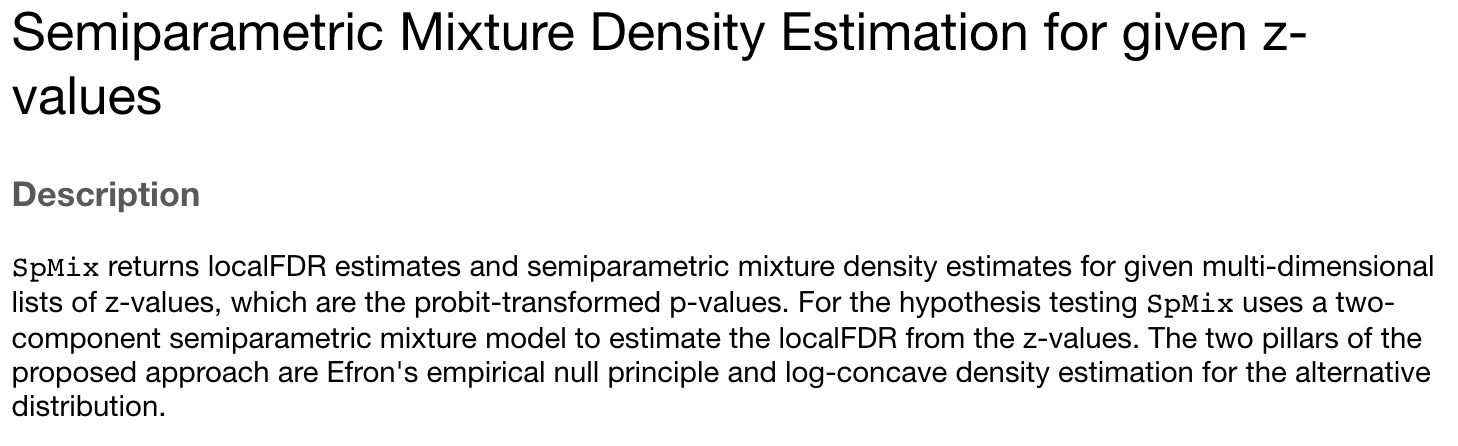 Semiparametric Mixture Density Estimation for given z-
values
Description
SpMix returns localFDR estimates and semiparametric mixture density estimates for given multi-dimensional
lists of z-values, which are the probit-transformed p-values. For the hypothesis testing SpMix uses a two-
component semiparametric mixture model to estimate the localFDR from the z-values. The two pillars of the
proposed approach are Efron's empirical null principle and log-concave density estimation for the alternative
distribution.